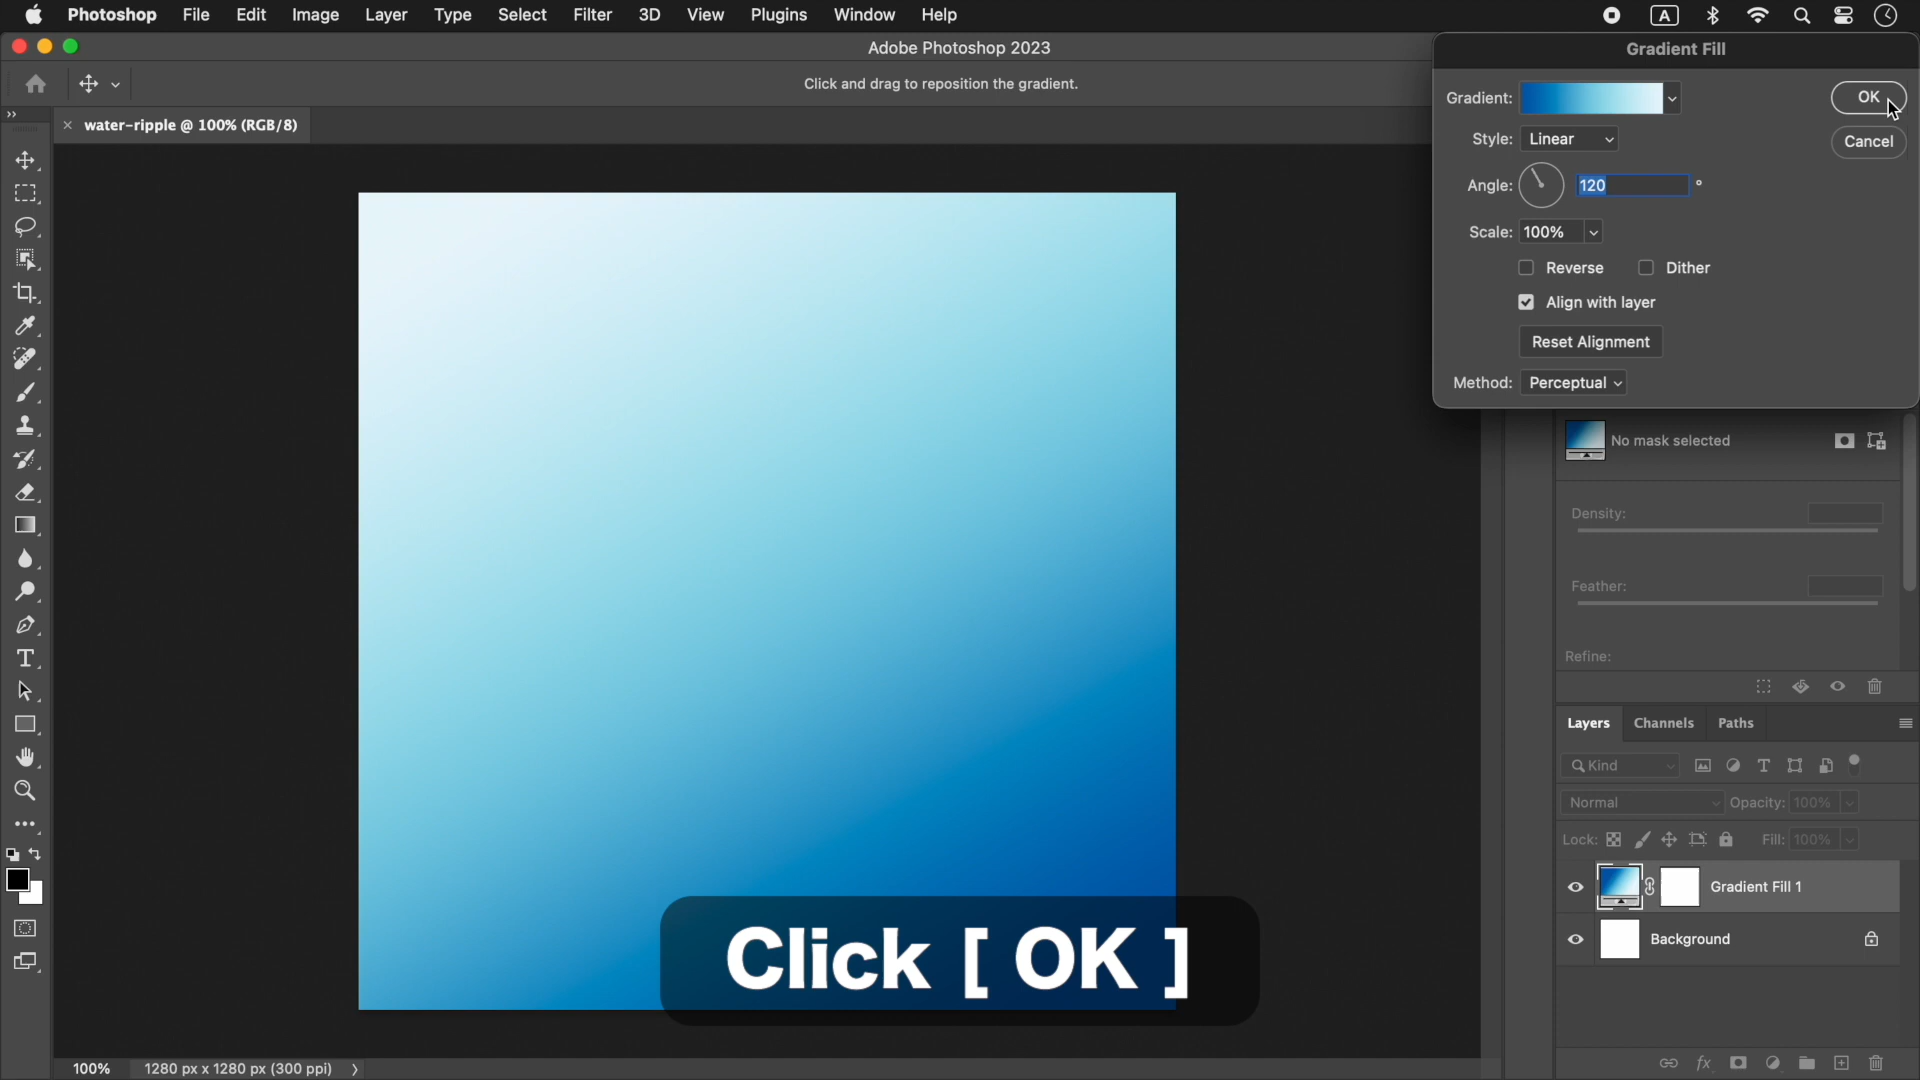 Photoshop File Edit Image Layer Type Select Filter 3D View Plugins Window Help
A
Adobe Photoshop 2023
Click and drag to reposition the gradient.
water-ripple @ 100% (RGB/8)
Gradient Fill
Gradient:
OK
Style: Linear
Cancel
Angle: 120 °
Scale: 100%
Reverse Dither
Align with layer
Reset Alignment
Method: Perceptual
No mask selected
Density:
Feather:
Refine:
Layers Channels Paths
Kind
Normal Opacity: 100%
Lock: Fill: 100%
Gradient Fill 1
Background
Click [ OK ]
100% 1280 px x 1280 px (300 ppi)
fx